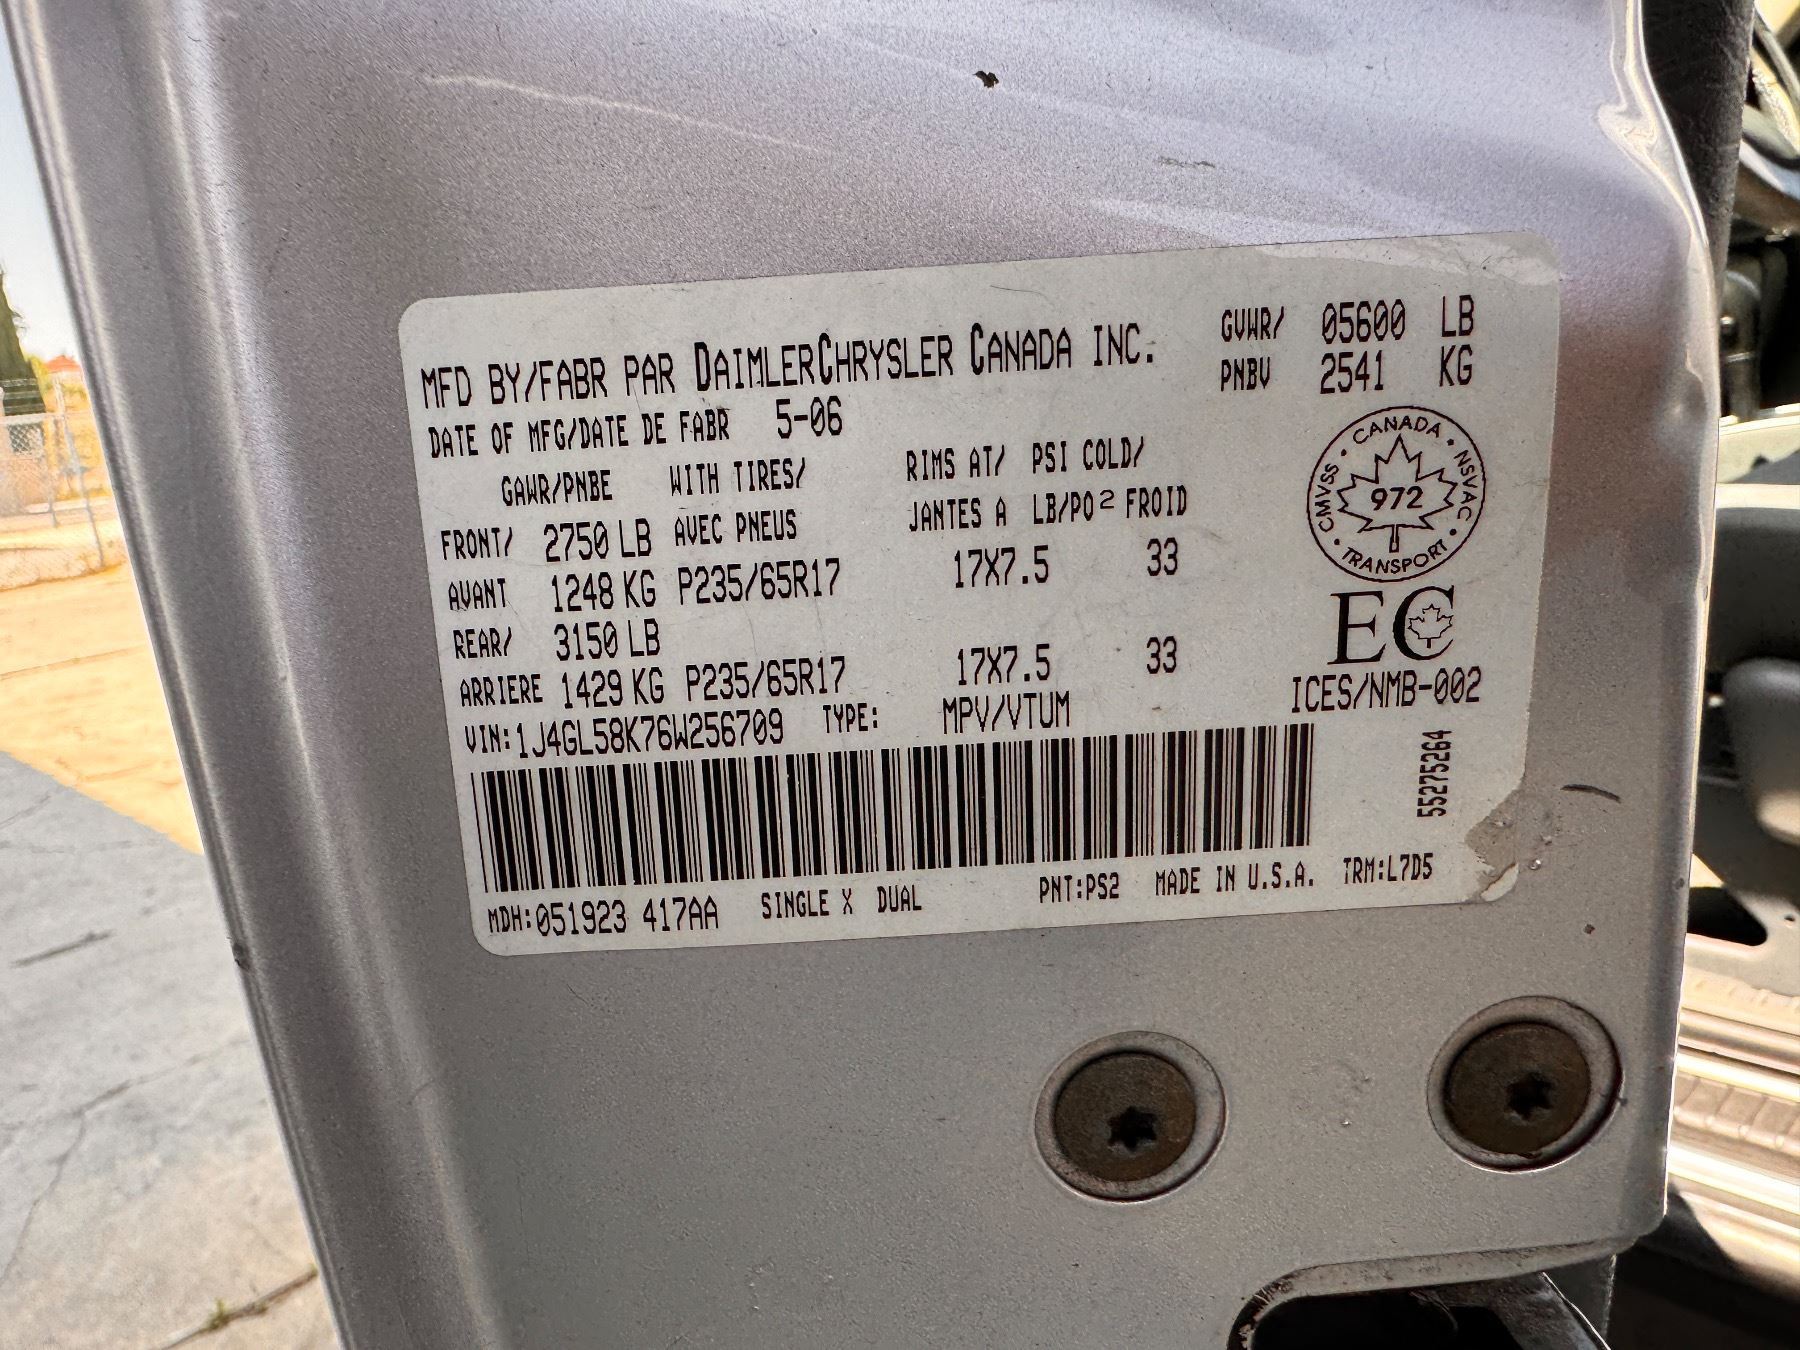 MFD BY/FABR PAR DAIMLERCHRYSLER CANADA INC. GVWR/ 05600 LB
DATE OF MFG/DATE DE FABR 5-06 PNBV 2541 KG
GAWR/PNBE WITH TIRES/ RIMS AT/ PSI COLD/
FRONT/ 2750 LB AVEC PNEUS JANTES A LB/PO² FROID
AVANT 1248 KG P235/65R17 17X7.5 33
REAR/ 3150 LB
ARRIERE 1429 KG P235/65R17 17X7.5 33
VIN:1J4GL58K76W256709 TYPE: MPV/VTUM
CANADA • NSVAC • TRANSPORT • CMVSS •
972
EC
ICES/NMB-002
55275264
MDH:051923 417AA SINGLE X DUAL PNT:PS2 MADE IN U.S.A. TRM:L7D5